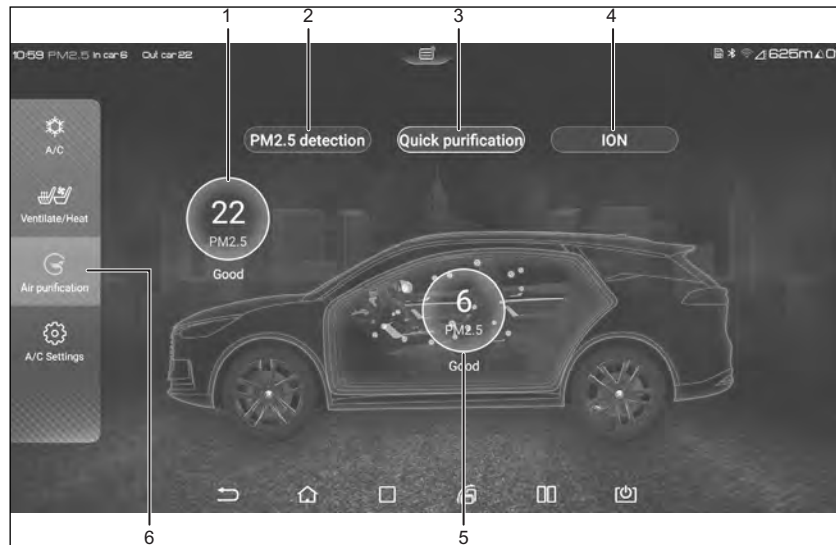 1 2 3 4
10:59 PM2.5 In car 6 Out car 22
625m
PM2.5 detection Quick purification ION
A/C
Ventilate/Heat
Air purification
A/C Settings
22
PM2.5
Good
6
PM2.5
Good
6 5